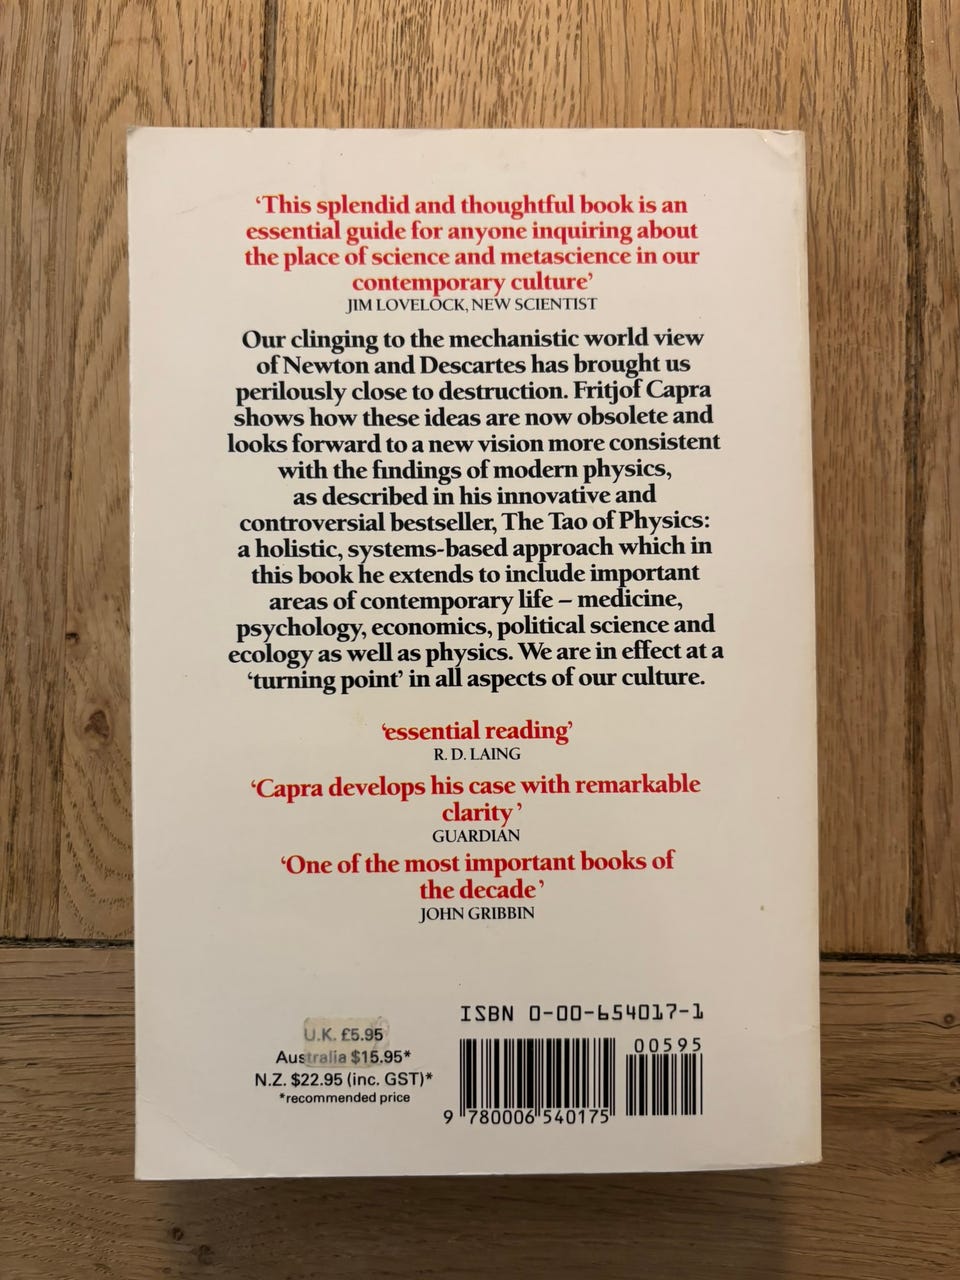 ‘This splendid and thoughtful book is an
essential guide for anyone inquiring about
the place of science and metascience in our
contemporary culture’
JIM LOVELOCK, NEW SCIENTIST
Our clinging to the mechanistic world view
of Newton and Descartes has brought us
perilously close to destruction. Fritjof Capra
shows how these ideas are now obsolete and
looks forward to a new vision more consistent
with the findings of modern physics,
as described in his innovative and
controversial bestseller, The Tao of Physics:
a holistic, systems-based approach which in
this book he extends to include important
areas of contemporary life – medicine,
psychology, economics, political science and
ecology as well as physics. We are in effect at a
‘turning point’ in all aspects of our culture.
‘essential reading’
R. D. LAING
‘Capra develops his case with remarkable
clarity’
GUARDIAN
‘One of the most important books of
the decade’
JOHN GRIBBIN
ISBN 0-00-654017-1
U.K. £5.95
Australia $15.95*
N.Z. $22.95 (inc. GST)*
*recommended price
00595
9 780006 540175